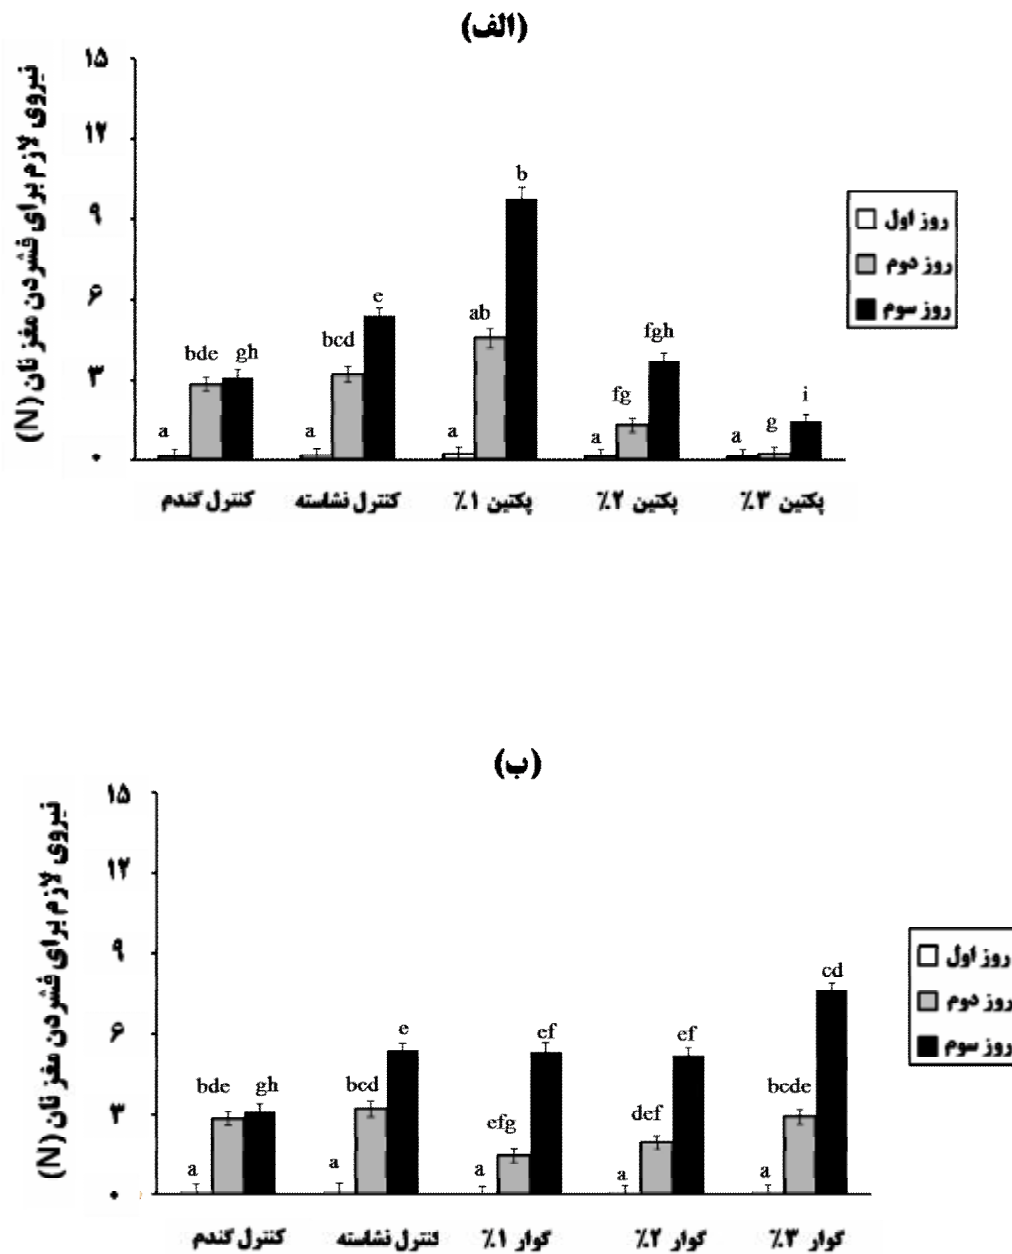 (الف)
نیروی لازم برای فشردن مغز نان (N)
۱۵
۱۲
۹
۶
۳
۰
a
bde
gh
a
bcd
e
a
ab
b
a
fg
fgh
a
g
i
روز اول
روز دوم
روز سوم
کنترل گندم
کنترل نشاسته
پکتین ۱٪
پکتین ۲٪
پکتین ۳٪
(ب)
نیروی لازم برای فشردن مغز نان (N)
۱۵
۱۲
۹
۶
۳
۰
a
bde
gh
a
bcd
e
a
efg
ef
a
def
ef
a
bcde
cd
روز اول
روز دوم
روز سوم
کنترل گندم
کنترل نشاسته
گوار ۱٪
گوار ۲٪
گوار ۳٪